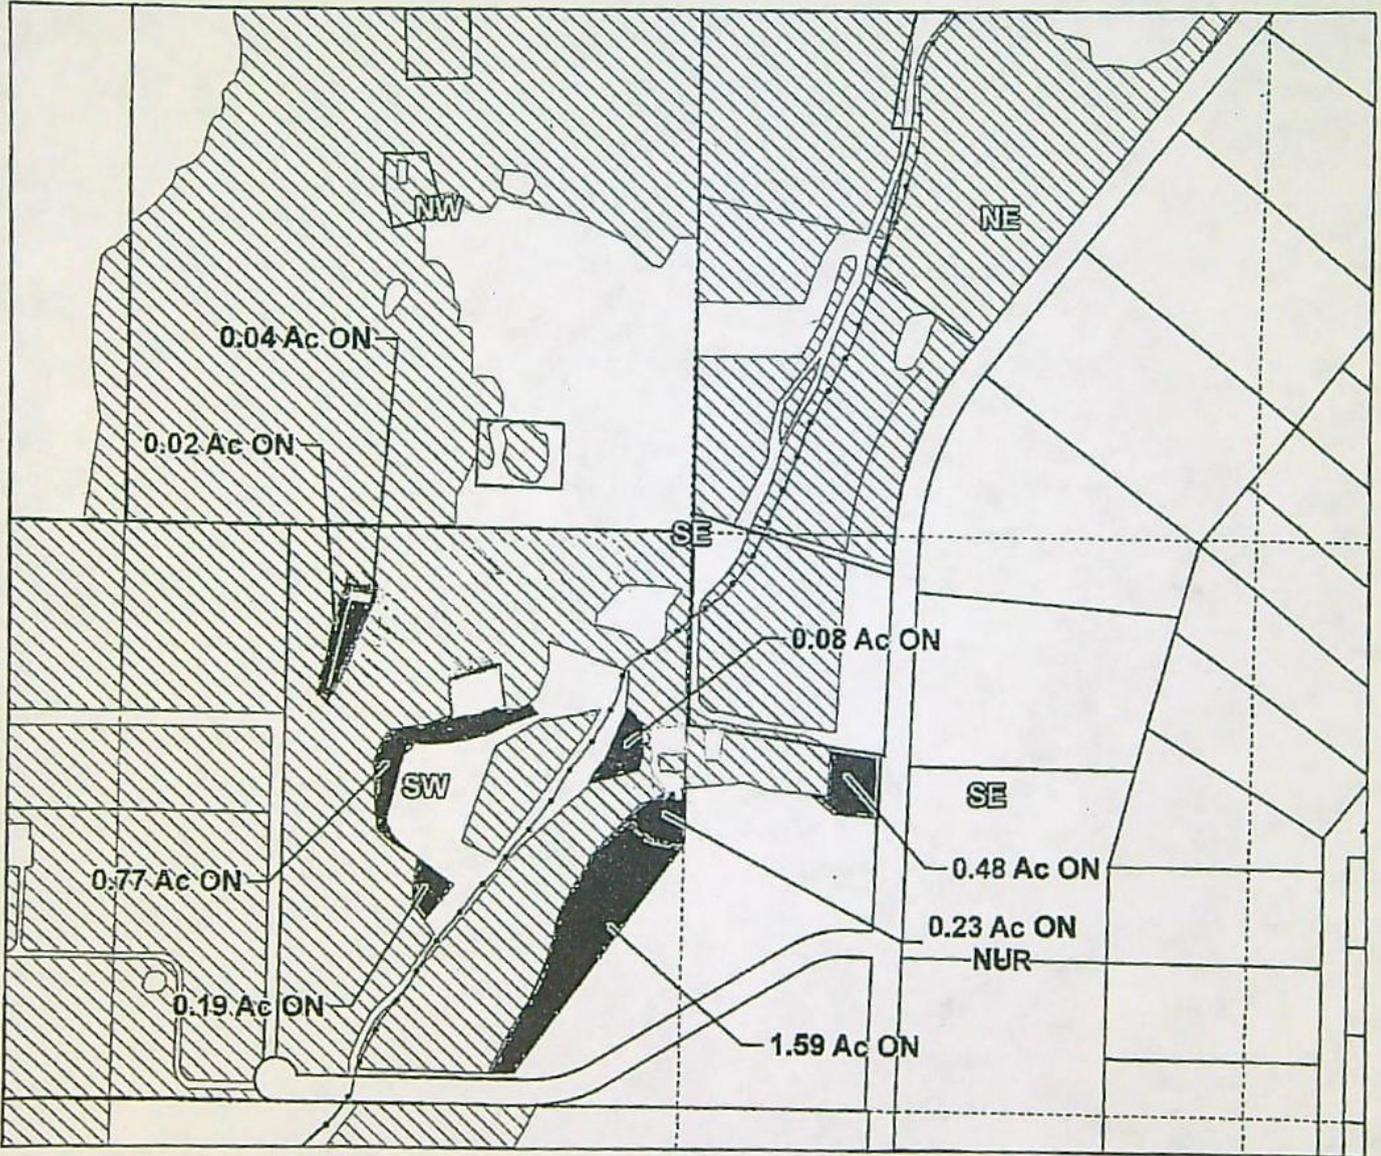 NW
NE
0.04 Ac ON
0.02 Ac ON
SE
0.08 Ac ON
SW
SE
0.77 Ac ON
0.48 Ac ON
0.23 Ac ON
NUR
0.19 Ac ON
1.59 Ac ON